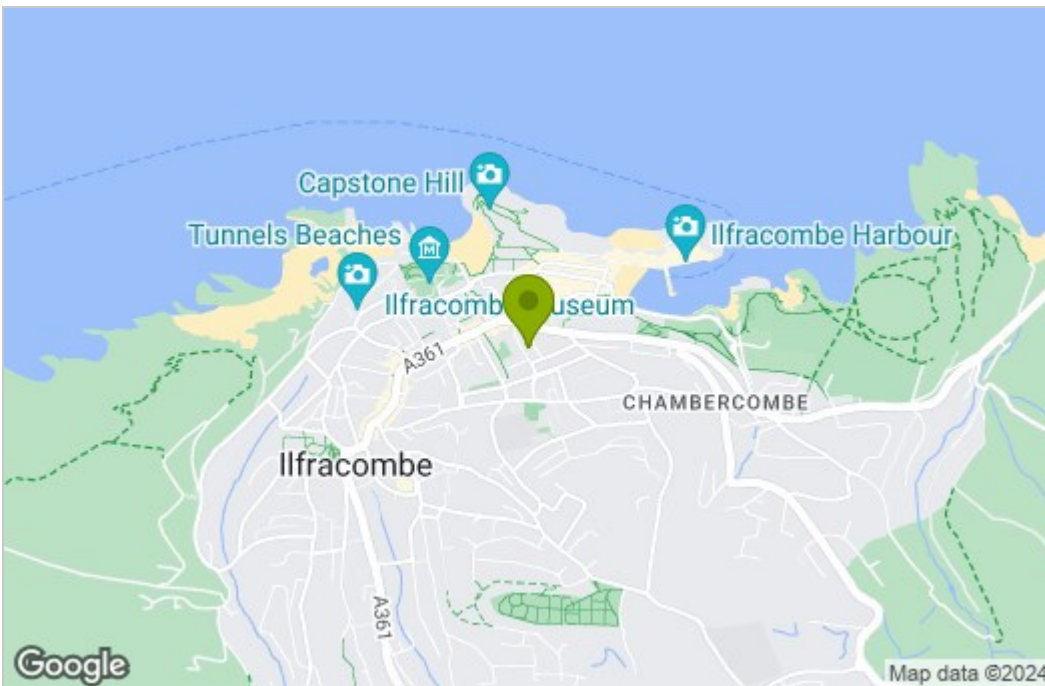 Capstone Hill
Tunnels Beaches
Ilfracombe Harbour
Ilfracomb useum
A361
CHAMBERCOMBE
Ilfracombe
A361
Google
Map data ©2024